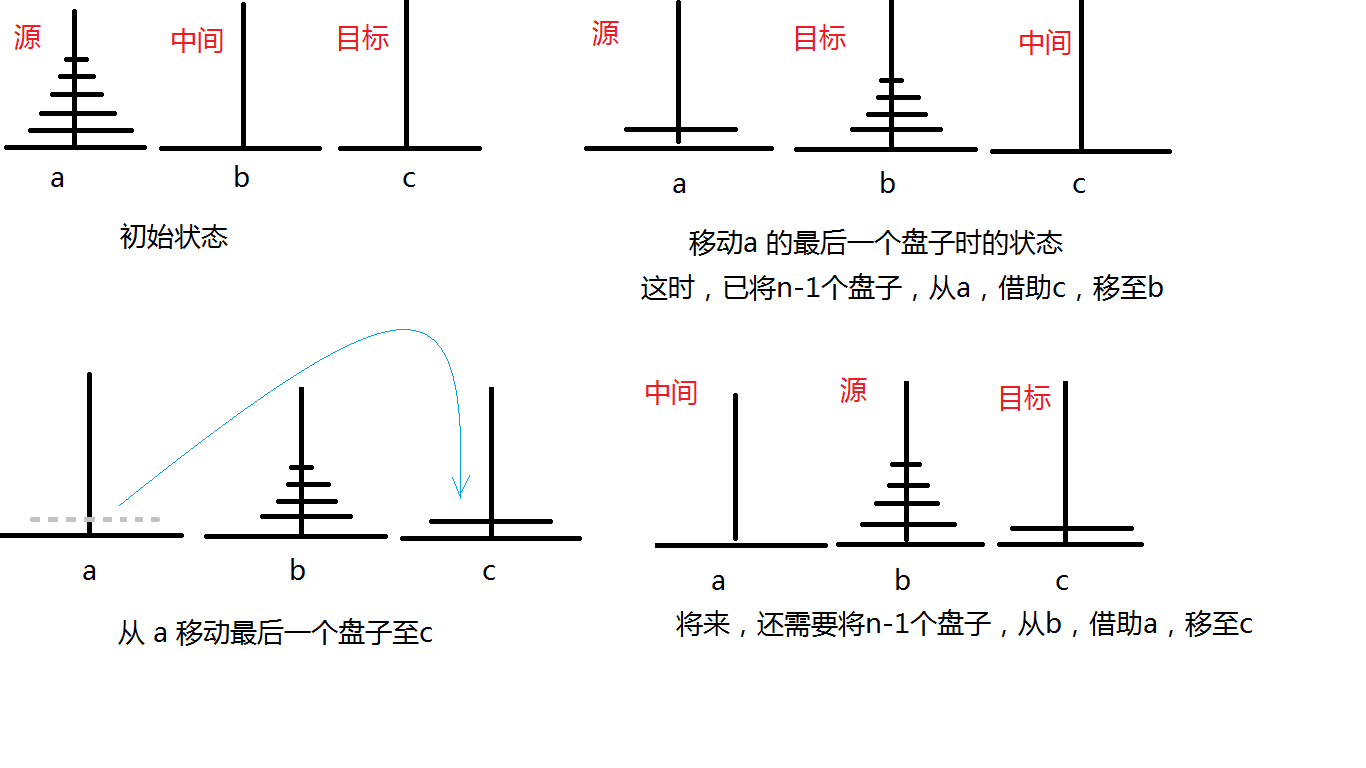 源
中间
目标
a
b
c
初始状态
源
目标
中间
a
b
c
移动a 的最后一个盘子时的状态
这时，已将n-1个盘子，从a，借助c，移至b
a
b
c
从 a 移动最后一个盘子至c
中间
源
目标
a
b
c
将来，还需要将n-1个盘子，从b，借助a，移至c